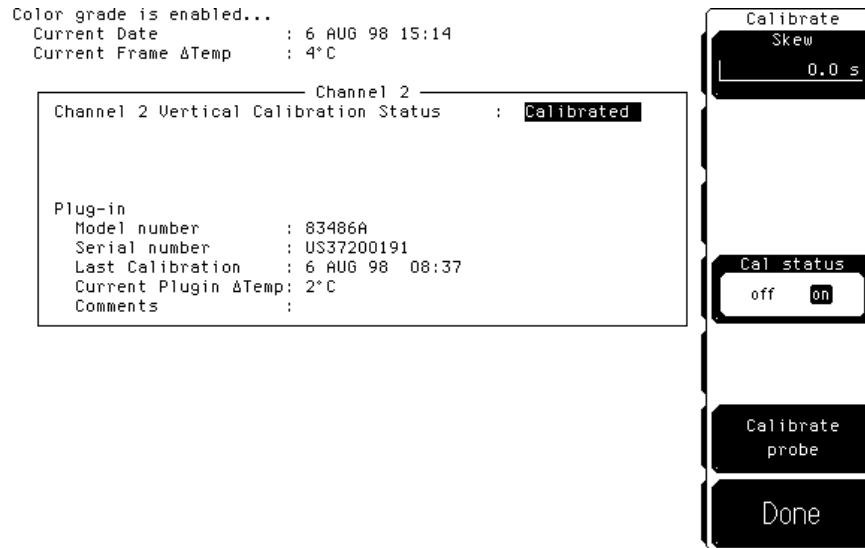 Color grade is enabled...
Current Date : 6 AUG 98 15:14
Current Frame ΔTemp : 4°C
Channel 2
Channel 2 Vertical Calibration Status : Calibrated
Plug-in
Model number : 83486A
Serial number : US37200191
Last Calibration : 6 AUG 98 08:37
Current Plugin ΔTemp: 2°C
Comments :
Calibrate
Skew
0.0 s
Cal status
off on
Calibrate
probe
Done